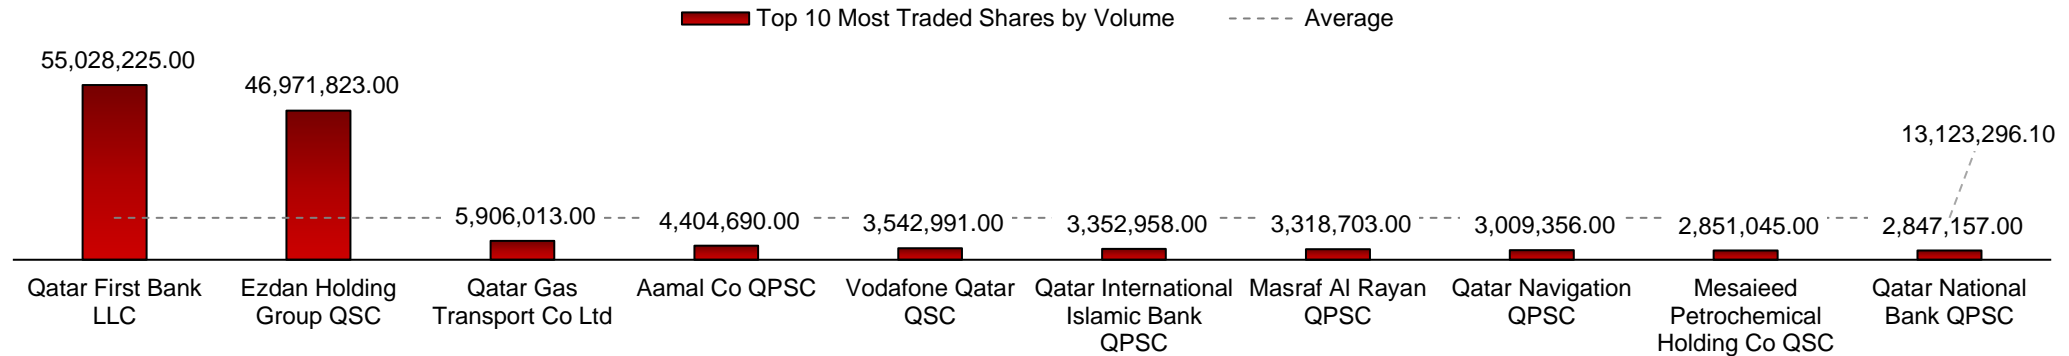 Top 10 Most Traded Shares by Volume
Average
55,028,225.00
46,971,823.00
5,906,013.00
4,404,690.00
3,542,991.00
3,352,958.00
3,318,703.00
3,009,356.00
2,851,045.00
2,847,157.00
13,123,296.10
Qatar First Bank
LLC
Ezdan Holding
Group QSC
Qatar Gas
Transport Co Ltd
Aamal Co QPSC
Vodafone Qatar
QSC
Qatar International
Islamic Bank
QPSC
Masraf Al Rayan
QPSC
Qatar Navigation
QPSC
Mesaieed
Petrochemical
Holding Co QSC
Qatar National
Bank QPSC